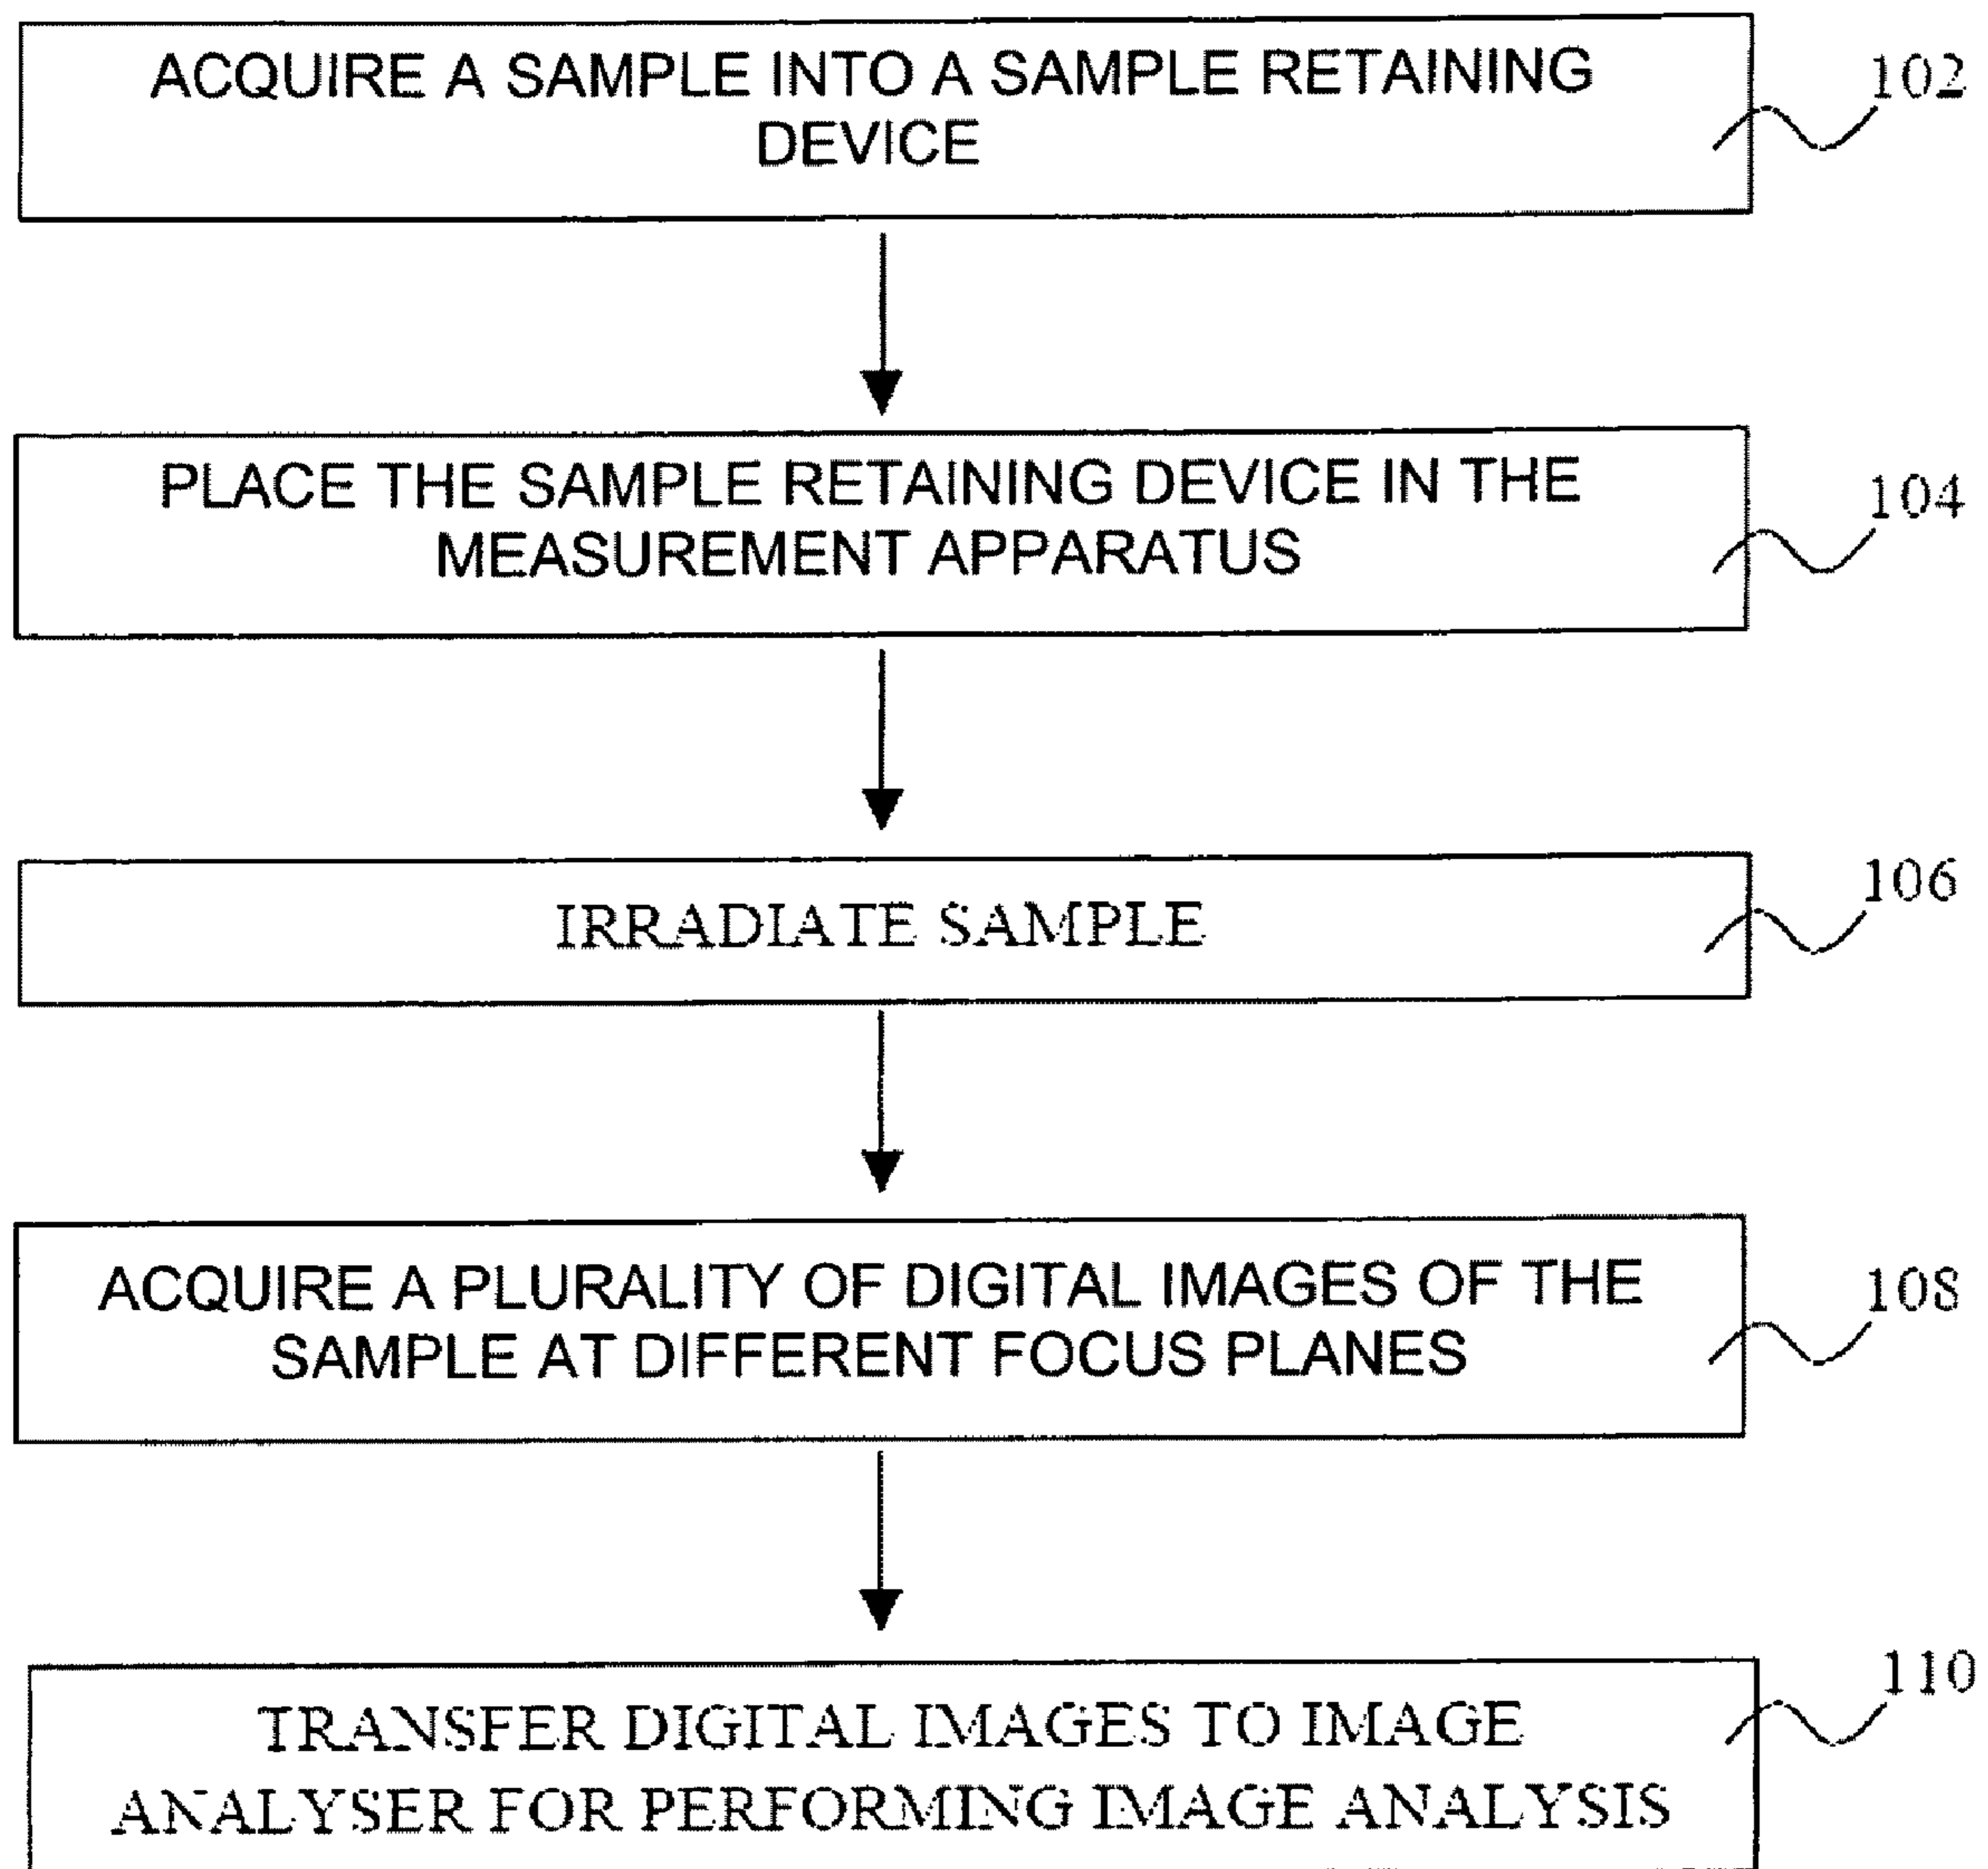 ACQUIRE A SAMPLE INTO A SAMPLE RETAINING
DEVICE
102
PLACE THE SAMPLE RETAINING DEVICE IN THE
MEASUREMENT APPARATUS
104
IRRADIATE SAMPLE
106
ACQUIRE A PLURALITY OF DIGITAL IMAGES OF THE
SAMPLE AT DIFFERENT FOCUS PLANES
108
TRANSFER DIGITAL IMAGES TO IMAGE
ANALYSER FOR PERFORMING IMAGE ANALYSIS
110